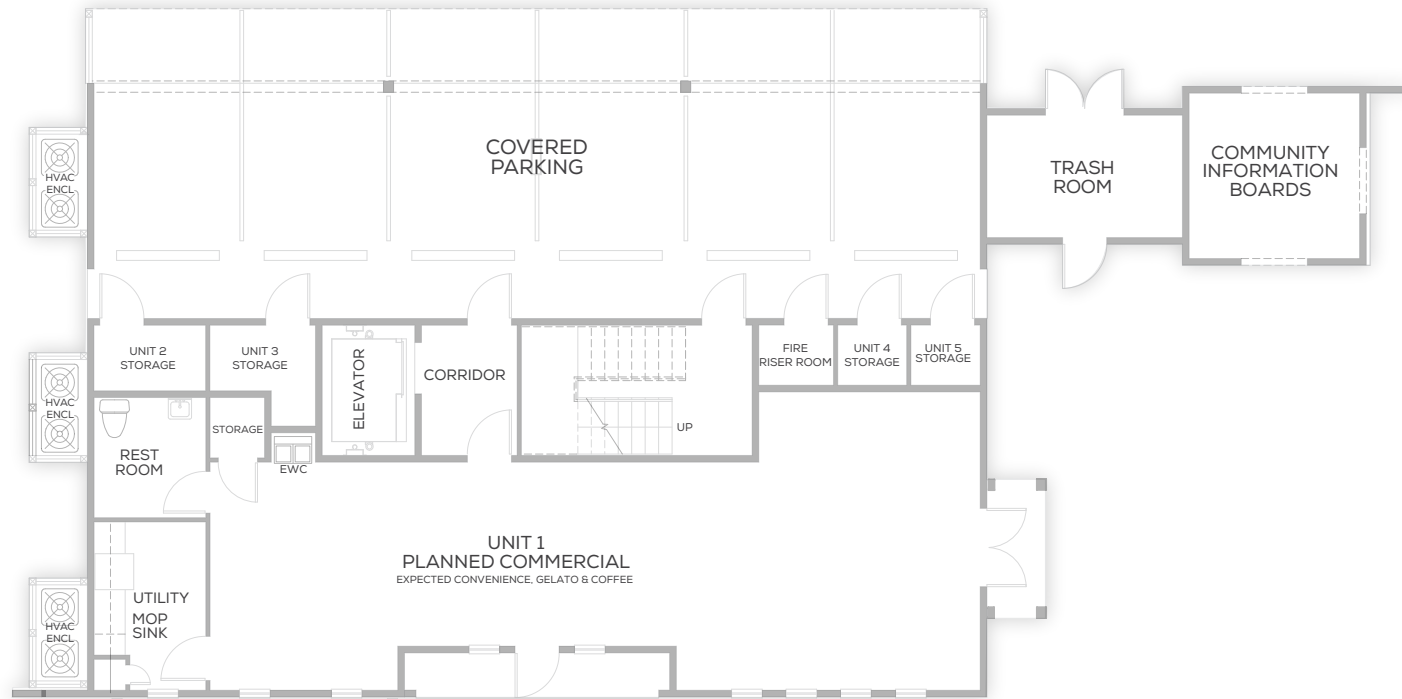 COVERED
PARKING
TRASH
ROOM
COMMUNITY
INFORMATION
BOARDS
HVAC
ENCL
UNIT 2
STORAGE
UNIT 3
STORAGE
ELEVATOR
CORRIDOR
UP
FIRE
RISER ROOM
UNIT 4
STORAGE
UNIT 5
STORAGE
HVAC
ENCL
REST
ROOM
STORAGE
EWC
UNIT 1
PLANNED COMMERCIAL
EXPECTED CONVENIENCE, GELATO & COFFEE
UTILITY
MOP
SINK
HVAC
ENCL